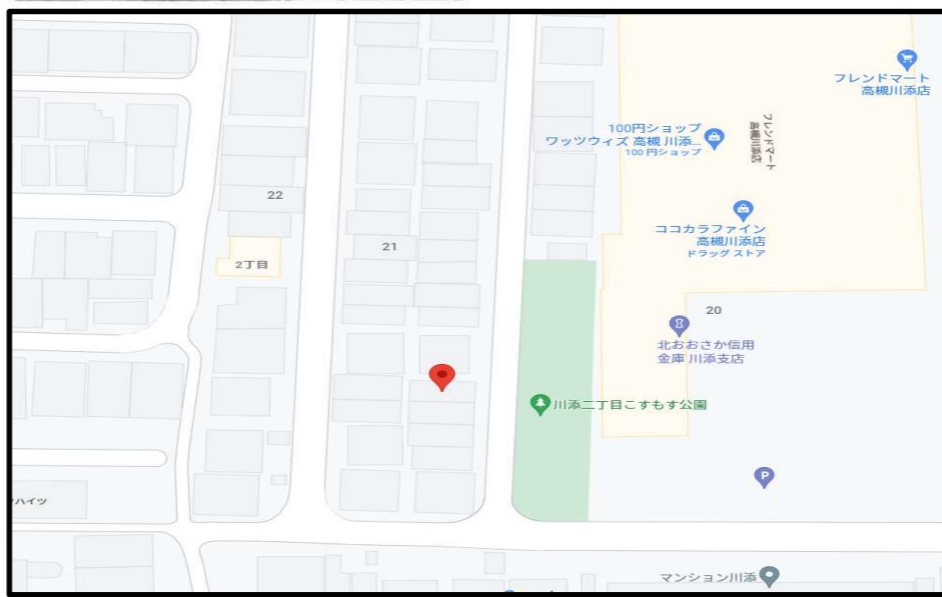 フレンドマート
高槻川添店
100円ショップ
ワッツウィズ 高槻 川添...
100 円ショップ
フレンドマート
高槻川添店
22
ココカラファイン
高槻川添店
ドラッグ ストア
21
2丁目
20
北おおさか信用
金庫 川添支店
川添二丁目こすもす公園
P
ハイツ
マンション川添